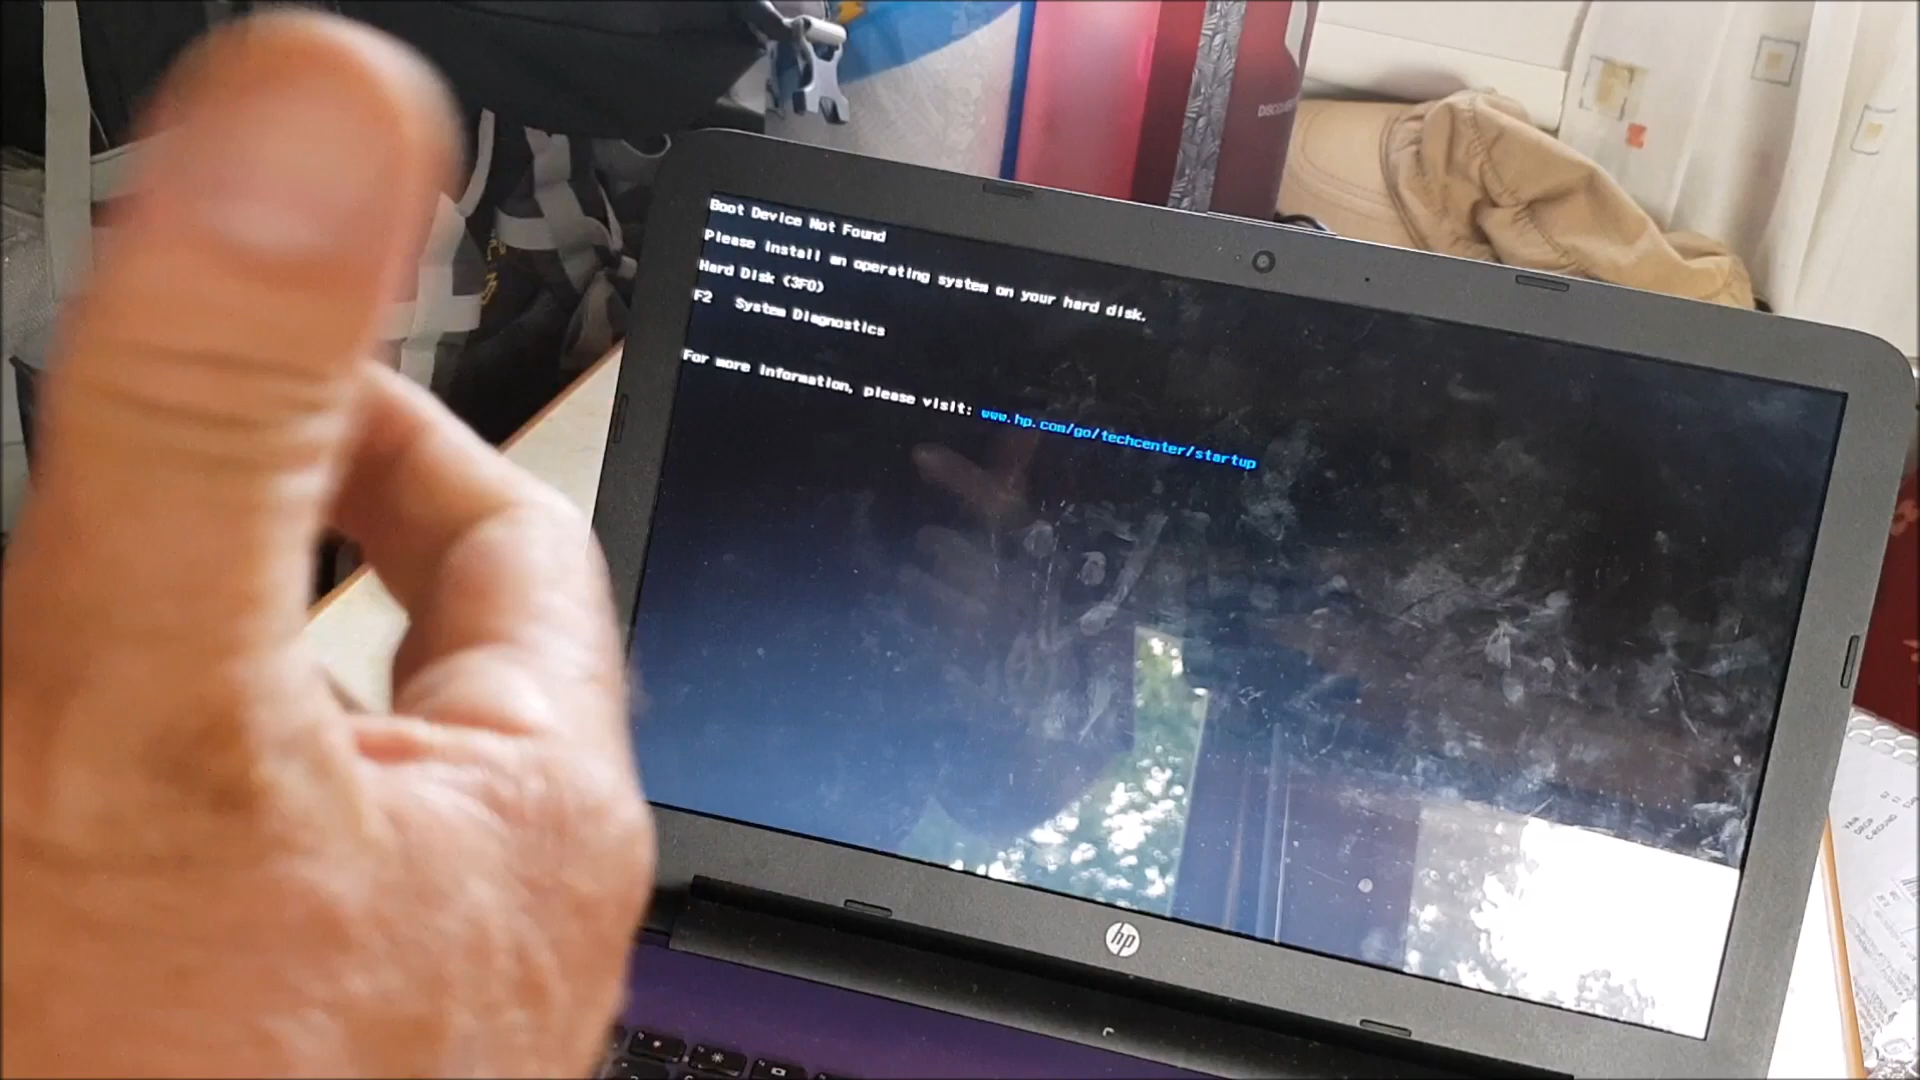 Boot Device Not Found
Please install an operating system on your hard disk.
Hard Disk (3F0)
F2 System Diagnostics
For more information, please visit: www.hp.com/go/techcenter/startup
hp